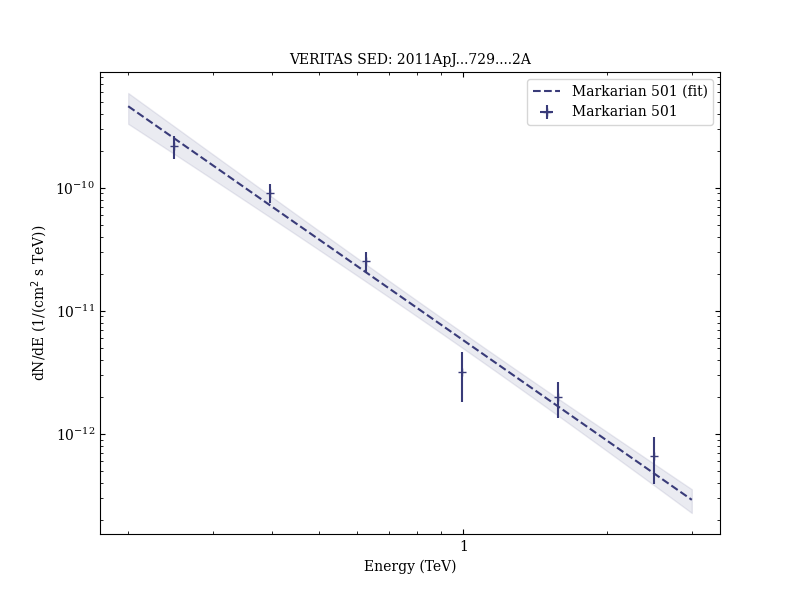 VERITAS SED: 2011ApJ...729....2A
Markarian 501 (fit)
Markarian 501
10⁻¹⁰
10⁻¹¹
10⁻¹²
dN/dE (1/(cm² s TeV))
1
Energy (TeV)